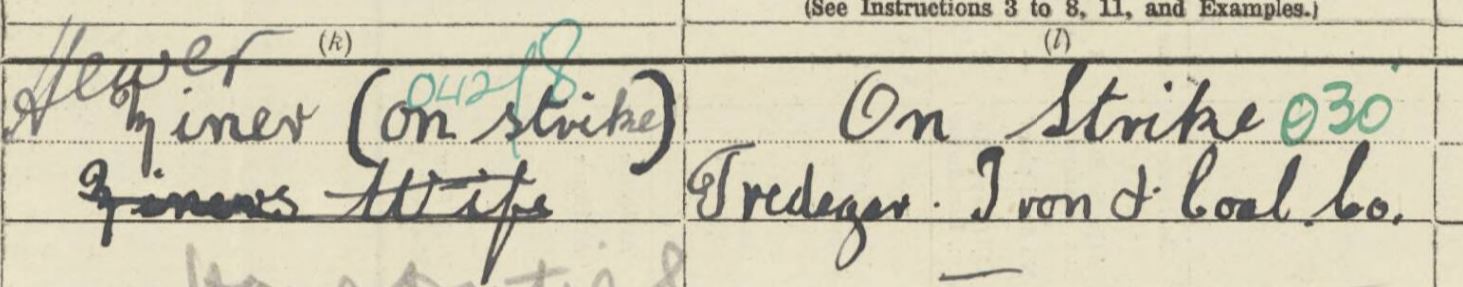 (See Instructions 3 to 8, 11, and Examples.)
(k) (l)
Hewer 042/8
Miner (on strike) On Strike 030
Miners Wife Tredegar Iron & Coal Co.